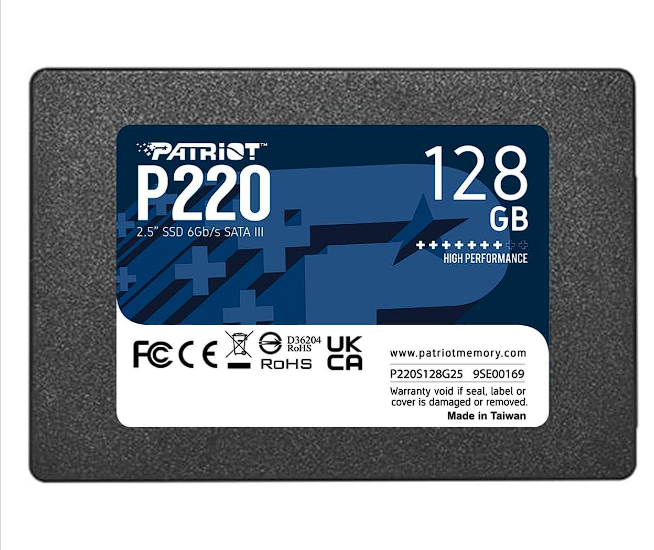 PATRIOT™
P220
2.5" SSD 6Gb/s SATA III
128
GB
HIGH PERFORMANCE
FC CE D36204
RoHS
RoHS
UK
CA
www.patriotmemory.com
P220S128G25 9SE00169
Warranty void if seal, label or
cover is damaged or removed.
Made in Taiwan